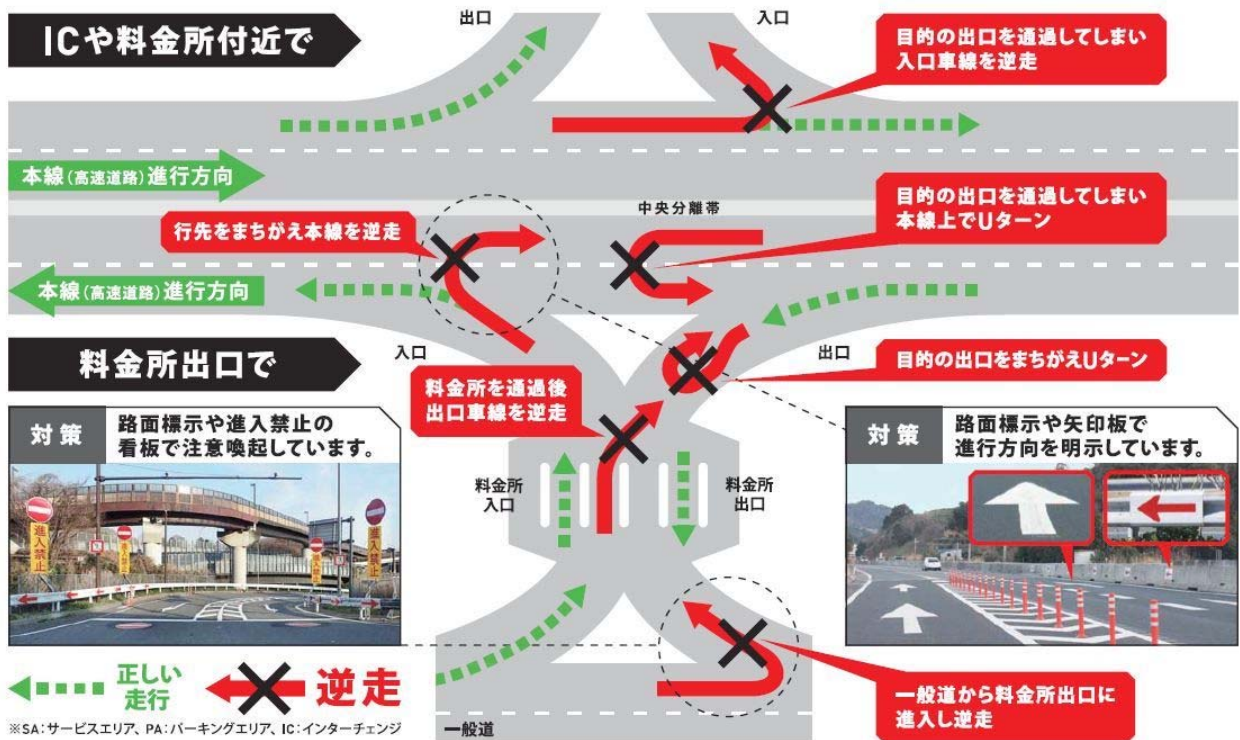 ICや料金所付近で
出口
入口
目的の出口を通過してしまい
入口車線を逆走
本線(高速道路)進行方向
中央分離帯
目的の出口を通過してしまい
本線上でUターン
行先をまちがえ本線を逆走
本線(高速道路)進行方向
料金所出口で
入口
出口
目的の出口をまちがえUターン
料金所を通過後
出口車線を逆走
対策
路面標示や進入禁止の
看板で注意喚起しています。
進入禁止
進入禁止
進入禁止
進入禁止
料金所
入口
料金所
出口
対策
路面標示や矢印板で
進行方向を明示しています。
正しい
走行
逆走
一般道から料金所出口に
進入し逆走
※SA:サービスエリア、PA:パーキングエリア、IC:インターチェンジ
一般道